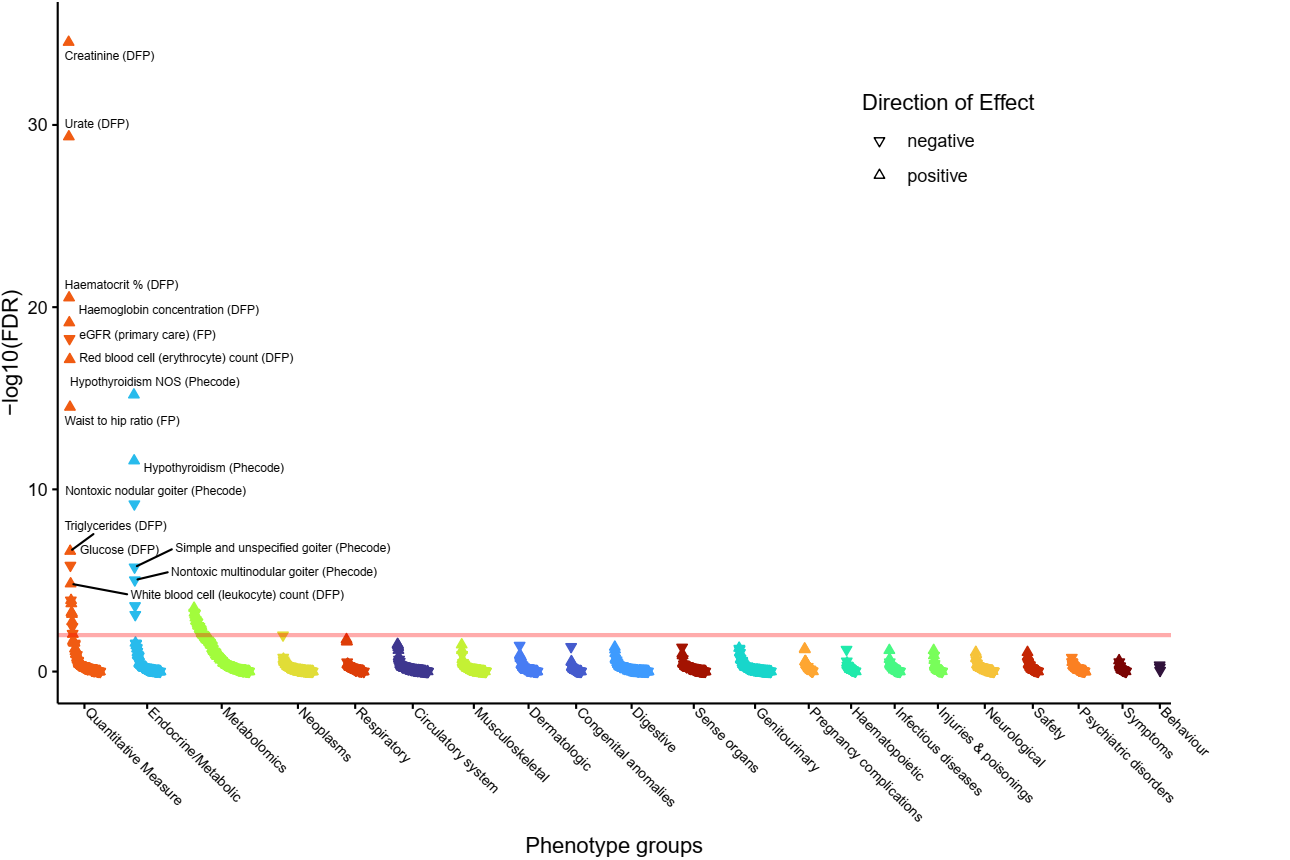 Creatinine (DFP)
Direction of Effect
negative
positive
30
Urate (DFP)
Haematocrit % (DFP)
20
Haemoglobin concentration (DFP)
eGFR (primary care) (FP)
Red blood cell (erythrocyte) count (DFP)
Hypothyroidism NOS (Phecode)
Waist to hip ratio (FP)
Hypothyroidism (Phecode)
10
Nontoxic nodular goiter (Phecode)
Triglycerides (DFP)
Glucose (DFP)
Simple and unspecified goiter (Phecode)
Nontoxic multinodular goiter (Phecode)
White blood cell (leukocyte) count (DFP)
0
−log10(FDR)
Quantitative Measure
Endocrine/Metabolic
Metabolomics
Neoplasms
Respiratory
Circulatory system
Musculoskeletal
Dermatologic
Congenital anomalies
Digestive
Sense organs
Genitourinary
Pregnancy complications
Haematopoietic
Infectious diseases
Injuries & poisonings
Neurological
Safety
Psychiatric disorders
Symptoms
Behaviour
Phenotype groups